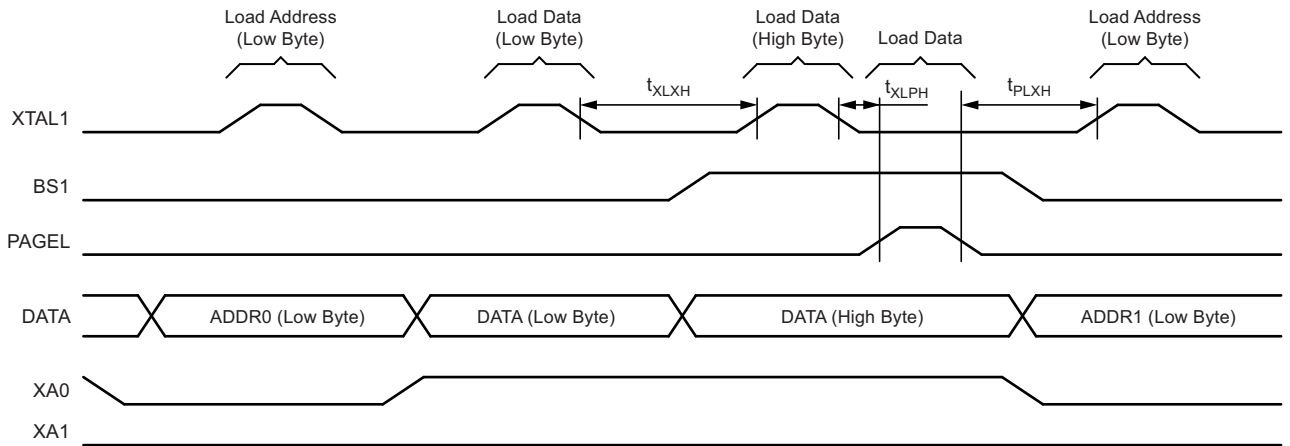 Load Address
(Low Byte)
Load Data
(Low Byte)
Load Data
(High Byte)
Load Data
Load Address
(Low Byte)
tXLXH
tXLPH
tPLXH
XTAL1
BS1
PAGEL
DATA
ADDR0 (Low Byte)
DATA (Low Byte)
DATA (High Byte)
ADDR1 (Low Byte)
XA0
XA1